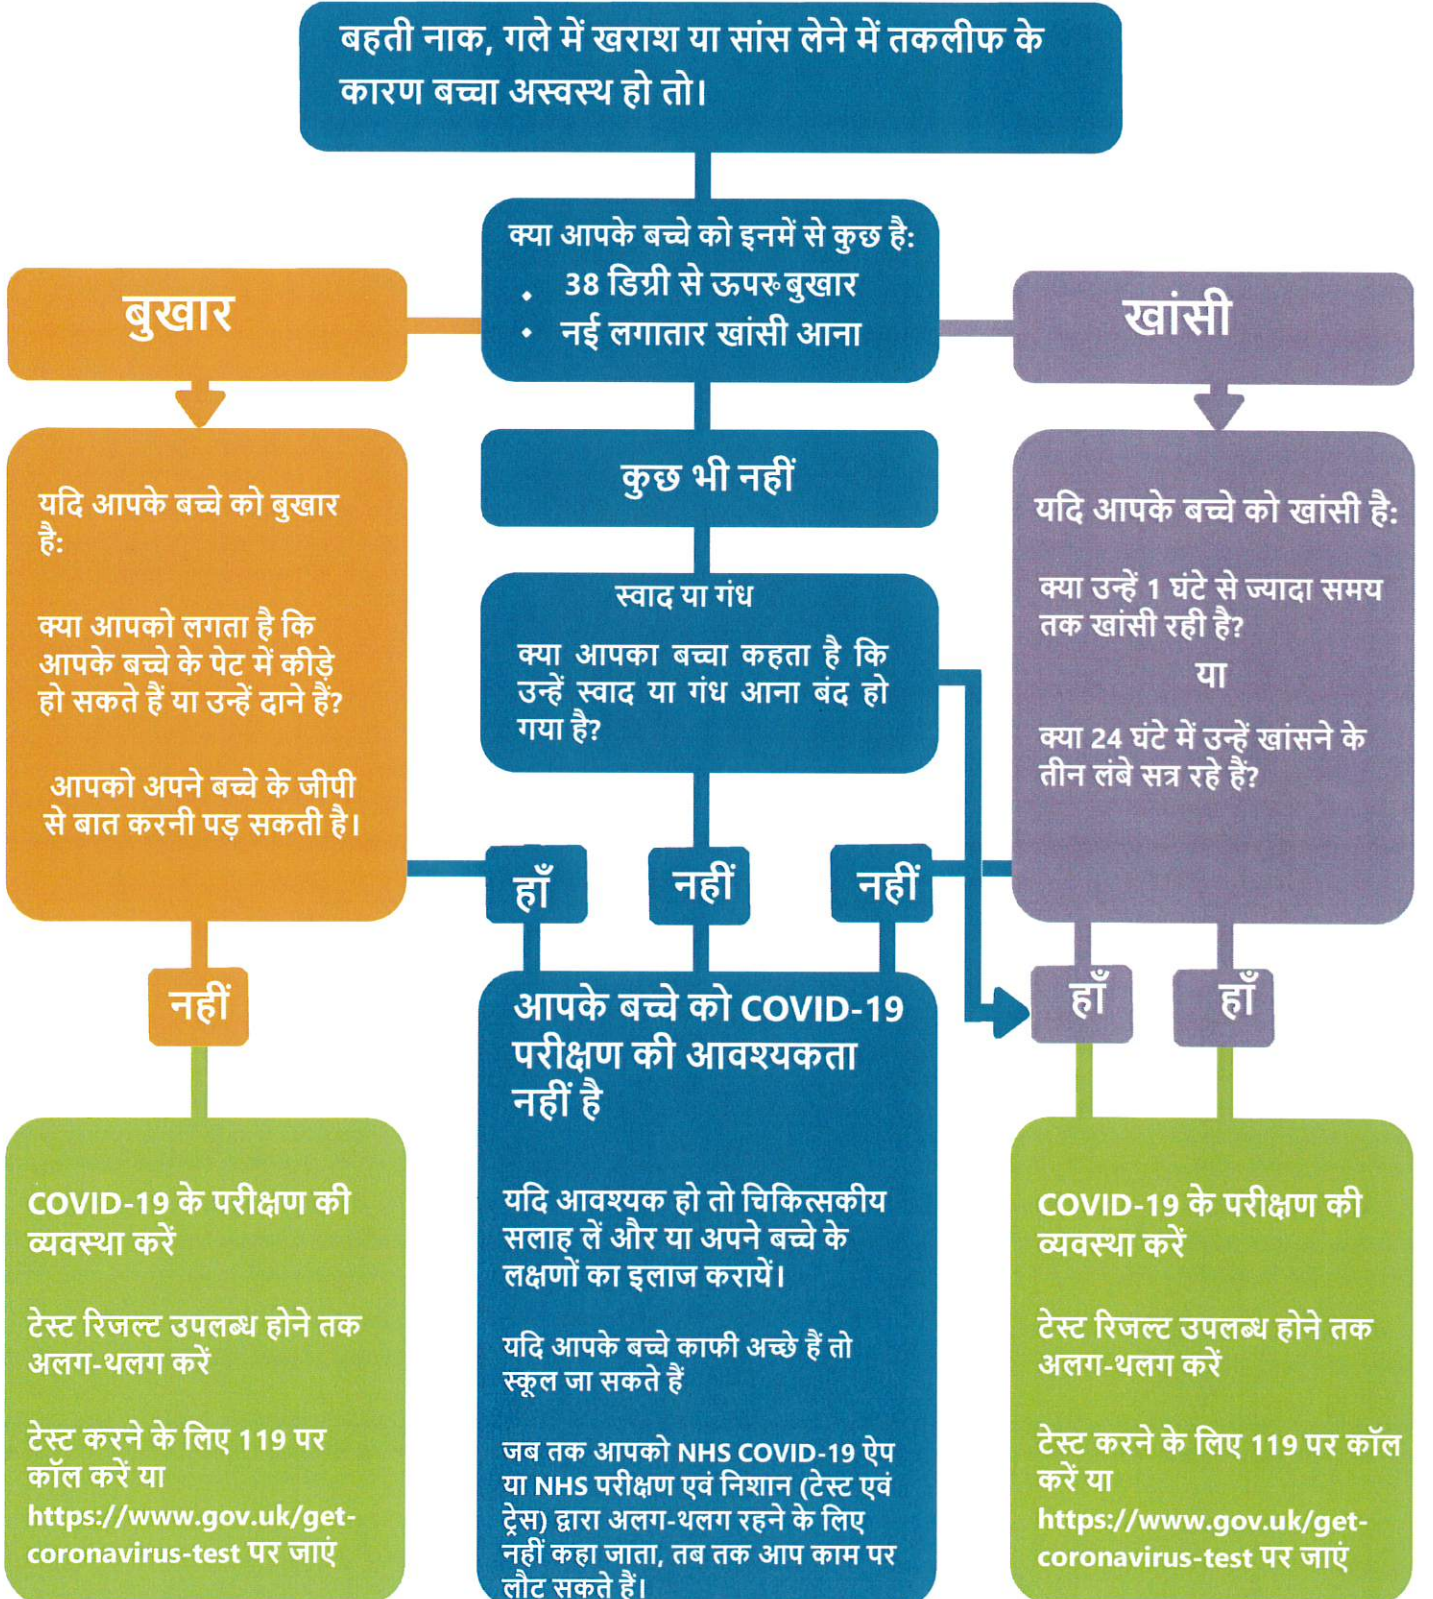 बहती नाक, गले में खराश या सांस लेने में तकलीफ के
कारण बच्चा अस्वस्थ हो तो।
क्या आपके बच्चे को इनमें से कुछ है:
• 38 डिग्री से ऊपर बुखार
• नई लगातार खांसी आना
बुखार
खांसी
कुछ भी नहीं
यदि आपके बच्चे को बुखार
है:
क्या आपको लगता है कि
आपके बच्चे के पेट में कीड़े
हो सकते हैं या उन्हें दाने हैं?
आपको अपने बच्चे के जीपी
से बात करनी पड़ सकती है।
स्वाद या गंध
क्या आपका बच्चा कहता है कि
उन्हें स्वाद या गंध आना बंद हो
गया है?
यदि आपके बच्चे को खांसी है:
क्या उन्हें 1 घंटे से ज्यादा समय
तक खांसी रही है?
या
क्या 24 घंटे में उन्हें खांसने के
तीन लंबे सत्र रहे हैं?
हाँ
नहीं
नहीं
नहीं
हाँ
हाँ
COVID-19 के परीक्षण की
व्यवस्था करें
टेस्ट रिजल्ट उपलब्ध होने तक
अलग-थलग करें
टेस्ट करने के लिए 119 पर
कॉल करें या
https://www.gov.uk/get-
coronavirus-test पर जाएं
आपके बच्चे को COVID-19
परीक्षण की आवश्यकता
नहीं है
यदि आवश्यक हो तो चिकित्सकीय
सलाह लें और या अपने बच्चे के
लक्षणों का इलाज करायें।
यदि आपके बच्चे काफी अच्छे हैं तो
स्कूल जा सकते हैं
जब तक आपको NHS COVID-19 ऐप
या NHS परीक्षण एवं निशान (टेस्ट एवं
ट्रेस) द्वारा अलग-थलग रहने के लिए
नहीं कहा जाता, तब तक आप काम पर
लौट सकते हैं।
COVID-19 के परीक्षण की
व्यवस्था करें
टेस्ट रिजल्ट उपलब्ध होने तक
अलग-थलग करें
टेस्ट करने के लिए 119 पर कॉल
करें या
https://www.gov.uk/get-
coronavirus-test पर जाएं